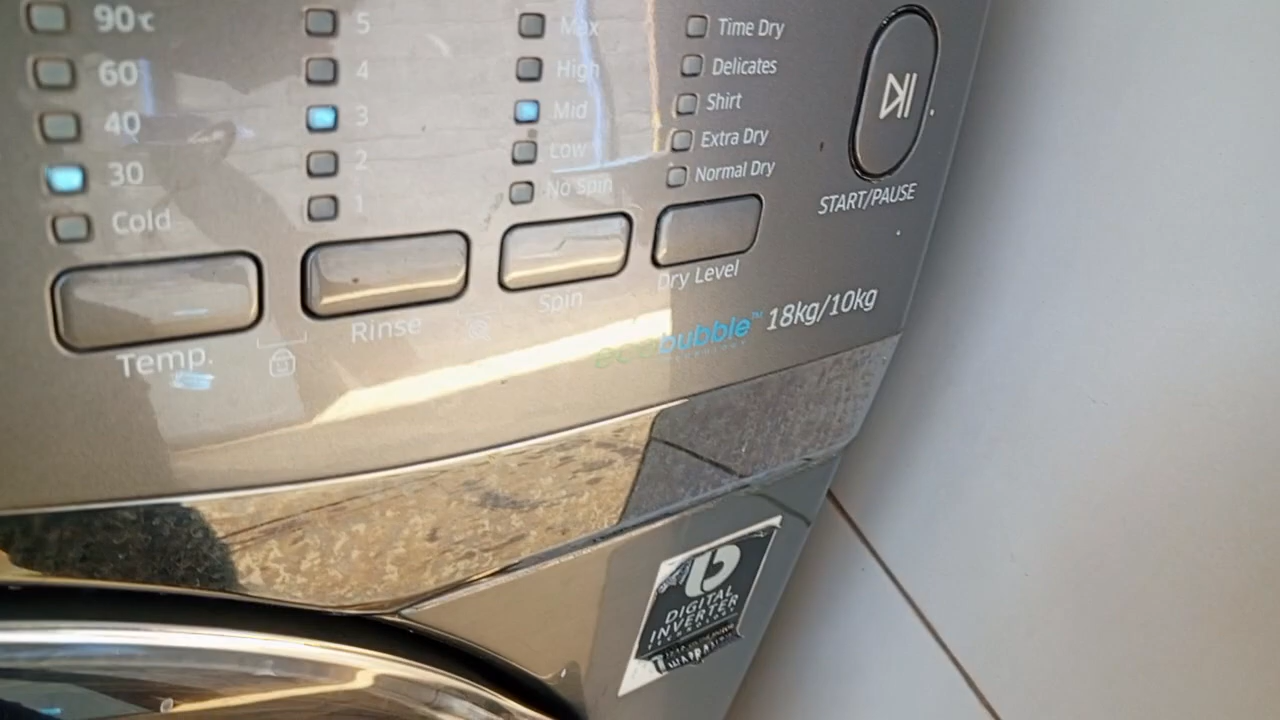 90℃
60
40
30
Cold
Temp.
5
4
3
2
1
Rinse
Max
High
Mid
Low
No Spin
Spin
Time Dry
Delicates
Shirt
Extra Dry
Normal Dry
Dry Level
START/PAUSE
ecobubble™ 18kg/10kg
DIGITAL
INVERTER
TECHNOLOGY